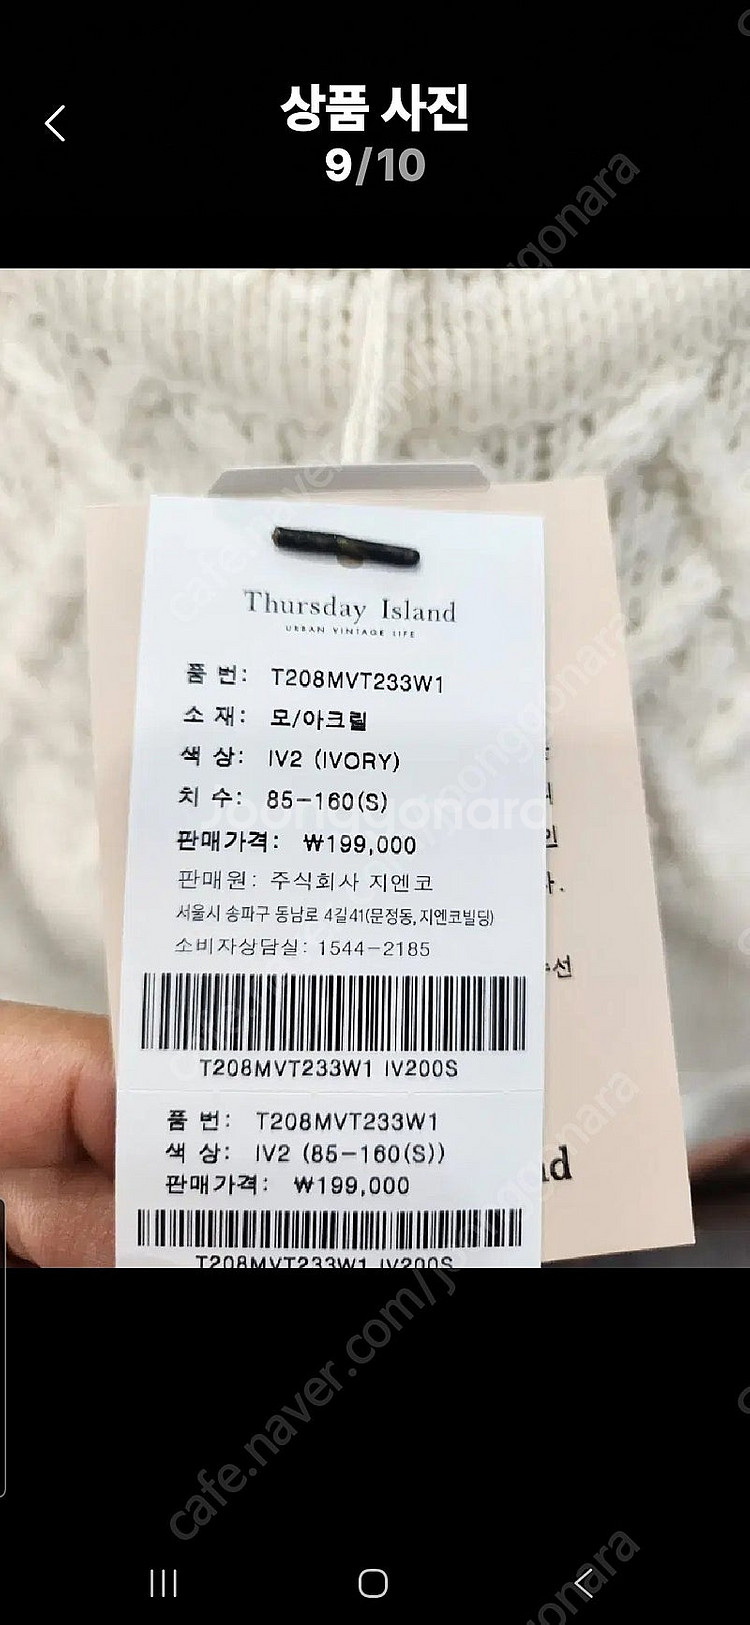 상품 사진
9/10
Thursday Island
URBAN VINTAGE LIFE
품 번: T208MVT233W1
소 재: 모/아크릴
색 상: IV2 (IVORY)
치 수: 85-160(S)
판매가격: ₩199,000
판매원: 주식회사 지엔코
서울시 송파구 동남로 4길41(문정동,지엔코빌딩)
소비자상담실: 1544-2185
T208MVT233W1 IV200S
품 번: T208MVT233W1
색 상: IV2 (85-160(S))
판매가격: ₩199,000
T208MVT233W1 IV200S
nd
joonggonara
cafe.naver.com/joonggonara